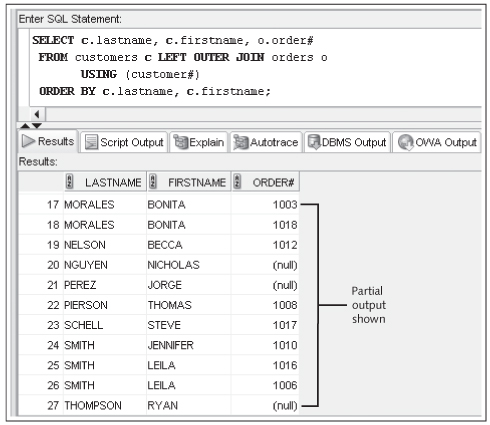 Enter SQL Statement:
SELECT c.lastname, c.firstname, o.order#
FROM customers c LEFT OUTER JOIN orders o
USING (customer#)
ORDER BY c.lastname, c.firstname;
Results Script Output Explain Autotrace DBMS Output OWA Output
Results:
LASTNAME FIRSTNAME ORDER#
17 MORALES BONITA 1003
18 MORALES BONITA 1018
19 NELSON BECCA 1012
20 NGUYEN NICHOLAS (null)
21 PEREZ JORGE (null)
22 PIERSON THOMAS 1008
23 SCHELL STEVE 1017
24 SMITH JENNIFER 1010
25 SMITH LEILA 1016
26 SMITH LEILA 1006
27 THOMPSON RYAN (null)
Partial
output
shown